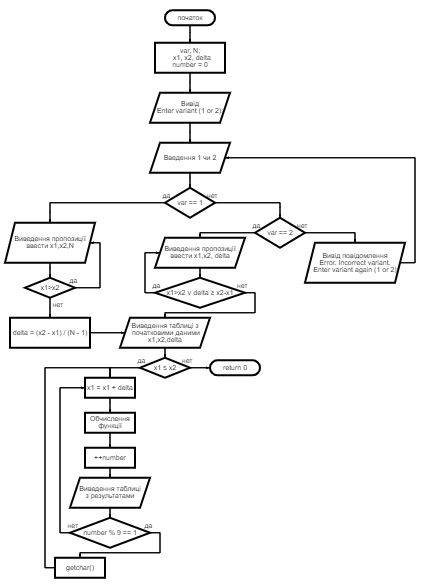 початок
var, N;
x1, x2, delta
number = 0
Вивід
Enter variant (1 or 2)
Введення 1 чи 2
да
var == 1
нет
Виведення пропозиції
ввести x1,x2,N
да
var == 2
нет
Виведення пропозиції
ввести x1,x2, delta
Вивід повідомлення
Error. Incorrect variant.
Enter variant again (1 or 2)
x1>x2
да
нет
да
x1>x2 v delta ≥ x2-x1
нет
delta = (x2 - x1) / (N - 1)
Виведення таблиці з
початковими даними
x1,x2,delta
да
x1 ≤ x2
нет
return 0
x1 = x1 + delta
Обчислення
функції
++number
Виведення таблиці
з результатами
нет
number % 9 == 1
да
getchar()